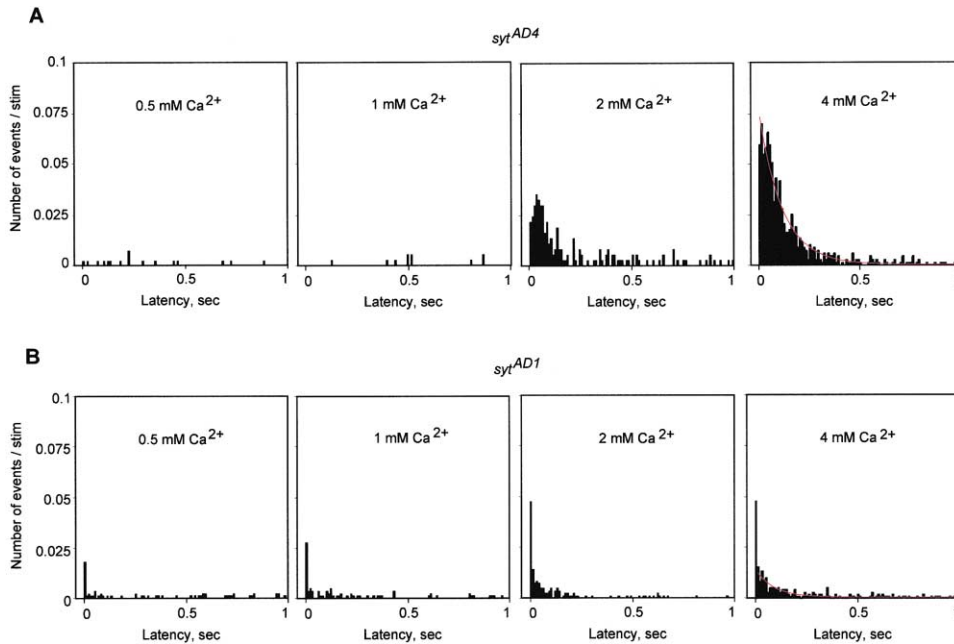 A
syt^AD4
0.1
0.075
0.05
0.025
0
Number of events / stim
0.5 mM Ca2+
1 mM Ca2+
2 mM Ca2+
4 mM Ca2+
0 0.5 1
0 0.5 1
0 0.5 1
0 0.5
Latency, sec
Latency, sec
Latency, sec
Latency, sec
B
syt^AD1
0.1
0.075
0.05
0.025
0
Number of events / stim
0.5 mM Ca2+
1 mM Ca2+
2 mM Ca2+
4 mM Ca2+
0 0.5 1
0 0.5 1
0 0.5 1
0 0.5
Latency, sec
Latency, sec
Latency, sec
Latency, sec